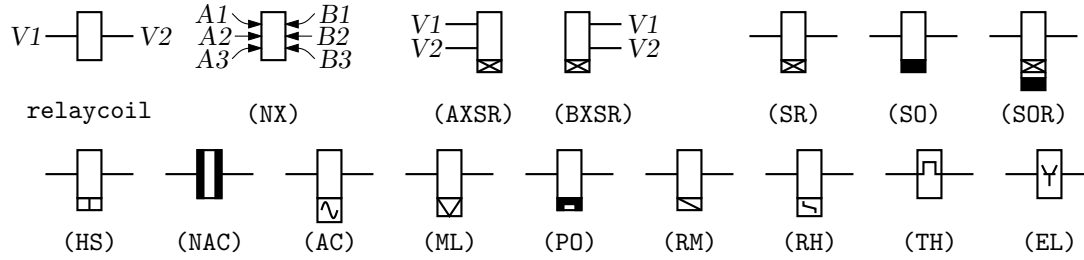 A1 B1 V1 V1
V1 V2 A2 B2 V2 V2
A3 B3
relaycoil (NX) (AXSR) (BXSR) (SR) (SO) (SOR)
(HS) (NAC) (AC) (ML) (PO) (RM) (RH) (TH) (EL)